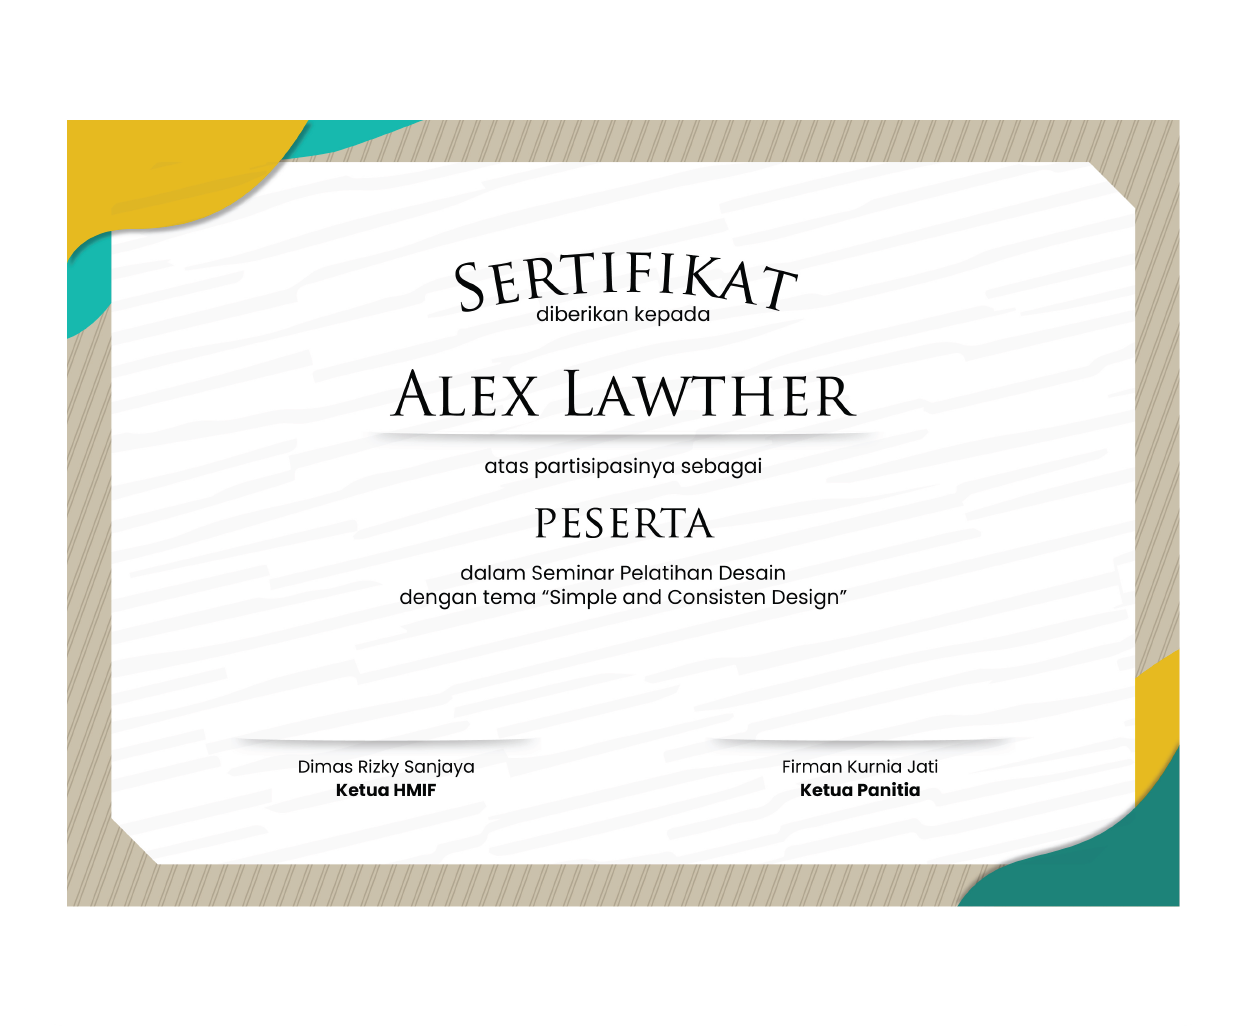 SERTIFIKAT
diberikan kepada
ALEX LAWTHER
atas partisipasinya sebagai
PESERTA
dalam Seminar Pelatihan Desain
dengan tema “Simple and Consisten Design”
Dimas Rizky Sanjaya
Ketua HMIF
Firman Kurnia Jati
Ketua Panitia